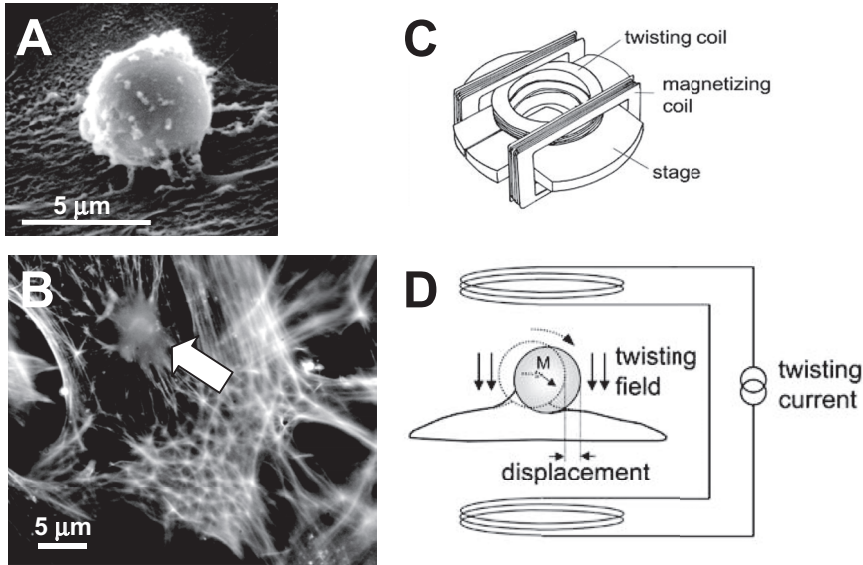 A
5 µm
B
5 µm
C
twisting coil
magnetizing
coil
stage
D
M
twisting
field
displacement
twisting
current